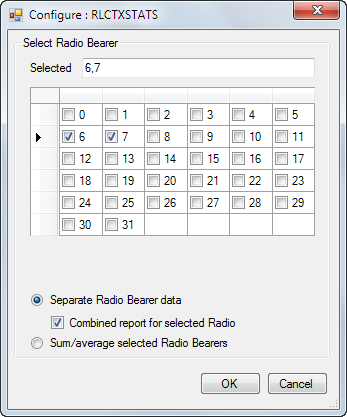 Configure : RLCTXSTATS
Select Radio Bearer
Selected 6,7
0 1 2 3 4 5
6 7 8 9 10 11
12 13 14 15 16 17
18 19 20 21 22 23
24 25 26 27 28 29
30 31
Separate Radio Bearer data
Combined report for selected Radio
Sum/average selected Radio Bearers
OK Cancel